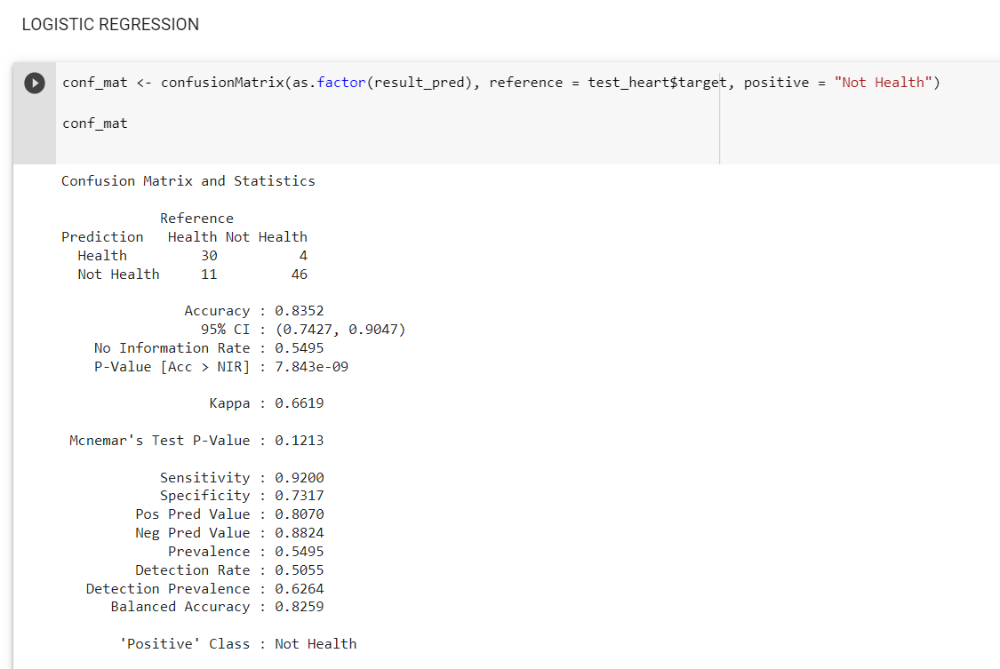 LOGISTIC REGRESSION
conf_mat <- confusionMatrix(as.factor(result_pred), reference = test_heart$target, positive = "Not Health")
conf_mat
Confusion Matrix and Statistics
Reference
Prediction Health Not Health
Health 30 4
Not Health 11 46
Accuracy : 0.8352
95% CI : (0.7427, 0.9047)
No Information Rate : 0.5495
P-Value [Acc > NIR] : 7.843e-09
Kappa : 0.6619
Mcnemar's Test P-Value : 0.1213
Sensitivity : 0.9200
Specificity : 0.7317
Pos Pred Value : 0.8070
Neg Pred Value : 0.8824
Prevalence : 0.5495
Detection Rate : 0.5055
Detection Prevalence : 0.6264
Balanced Accuracy : 0.8259
'Positive' Class : Not Health